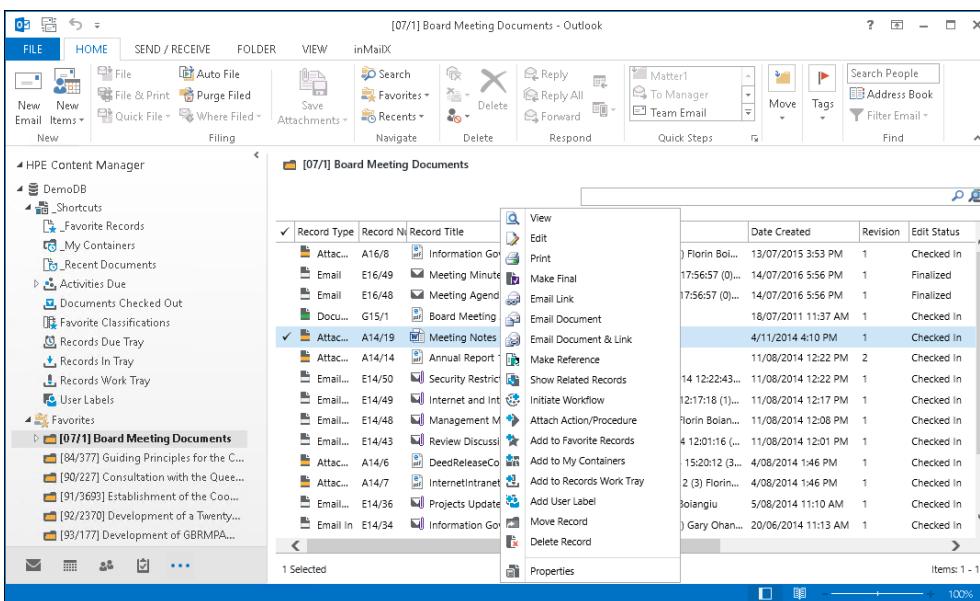 [07/1] Board Meeting Documents - Outlook
FILE HOME SEND / RECEIVE FOLDER VIEW inMailX
New Email
New Items
File
File & Print
Quick File
Auto File
Purge Filed
Where Filed
Save Attachments
Search
Favorites
Recents
Delete
Reply
Reply All
Forward
Matter1
To Manager
Team Email
Move
Tags
Search People
Address Book
Filter Email
New Filing Navigate Delete Respond Quick Steps Find
HPE Content Manager
DemoDB
_Shortcuts
_Favorite Records
_My Containers
_Recent Documents
Activities Due
Documents Checked Out
Favorite Classifications
Records Due Tray
Records In Tray
Records Work Tray
User Labels
Favorites
[07/1] Board Meeting Documents
[84/377] Guiding Principles for the C...
[90/227] Consultation with the Quee...
[91/3693] Establishment of the Coo...
[92/2370] Development of a Twenty...
[93/177] Development of GBRMPA...
[07/1] Board Meeting Documents
Record Type Record Nu Record Title Date Created Revision Edit Status
Attac... A16/8 Information Gov ) Florin Boi... 13/07/2015 3:53 PM 1 Checked In
Email E16/49 Meeting Minute 17:56:57 (0)... 14/07/2016 5:56 PM 1 Finalized
Email E16/48 Meeting Agend 17:56:57 (0)... 14/07/2016 5:56 PM 1 Finalized
Docu... G15/1 Board Meeting 18/07/2011 11:37 AM 1 Checked In
Attac... A14/19 Meeting Notes 4/11/2014 4:10 PM 1 Checked In
Attac... A14/14 Annual Report 11/08/2014 12:22 PM 2 Checked In
Email... E14/50 Security Restric 14 12:22:43... 11/08/2014 12:22 PM 1 Checked In
Email... E14/49 Internet and Int 12:17:18 (1)... 11/08/2014 12:17 PM 1 Checked In
Email... E14/48 Management M Florin Boian... 11/08/2014 12:08 PM 1 Checked In
Email... E14/43 Review Discussi 4 12:01:16 (... 11/08/2014 12:01 PM 1 Checked In
Attac... A14/6 DeedReleaseCo 15:20:12 (3... 4/08/2014 1:46 PM 1 Checked In
Attac... A14/7 InternetIntranet 2 (3) Florin... 4/08/2014 1:46 PM 1 Checked In
Email... E14/36 Projects Update Boiangiu 5/08/2014 11:10 AM 1 Checked In
Email In E14/34 Information Gov ) Gary Ohan... 20/06/2014 11:13 AM 1 Checked In
View
Edit
Print
Make Final
Email Link
Email Document
Email Document & Link
Make Reference
Show Related Records
Initiate Workflow
Attach Action/Procedure
Add to Favorite Records
Add to My Containers
Add to Records Work Tray
Add User Label
Move Record
Delete Record
Properties
1 Selected Items: 1 - 1
100%